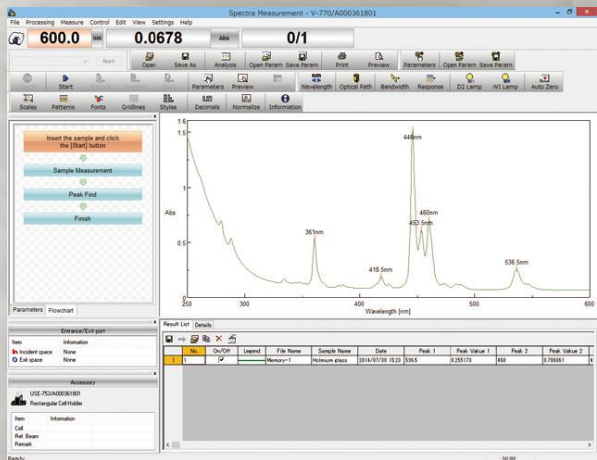 Spectra Measurement - V-770/A000361801
File Processing Measure Control Edit View Settings Help
600.0 nm 0.0678 Abs 0/1
Apply Open Save As Analysis Open Param Save Param Print Preview Parameters Open Param Save Param
Start Parameters Preview Wavelength Optical Path Bandwidth Response D2 Lamp WI Lamp Auto Zero
Scales Patterns Fonts Gridlines Styles Decimals Normalize Information
Insert the sample and click
the [Start] button
Sample Measurement
Peak Find
Finish
Parameters Flowchart
1.6
1.5
1
Abs
0.5
0
250 300 400 500 600
Wavelength [nm]
446nm
460nm
453.5nm
361nm
418.5nm
536.5nm
Entrance/Exit port
Item Information
In Incident space None
Exit space None
Accessory
USE-753/A000361801
Rectangular Cell Holder
Item Information
Cell
Ref. Beam
Remark
Result List Details
No. On/Off Legend File Name Sample Name Date Peak 1 Peak Value 1 Peak 2 Peak Value 2
1 1 Memory-1 Holmium glass 2014/07/30 15:23 536.5 0.255173 460
Ready NUM